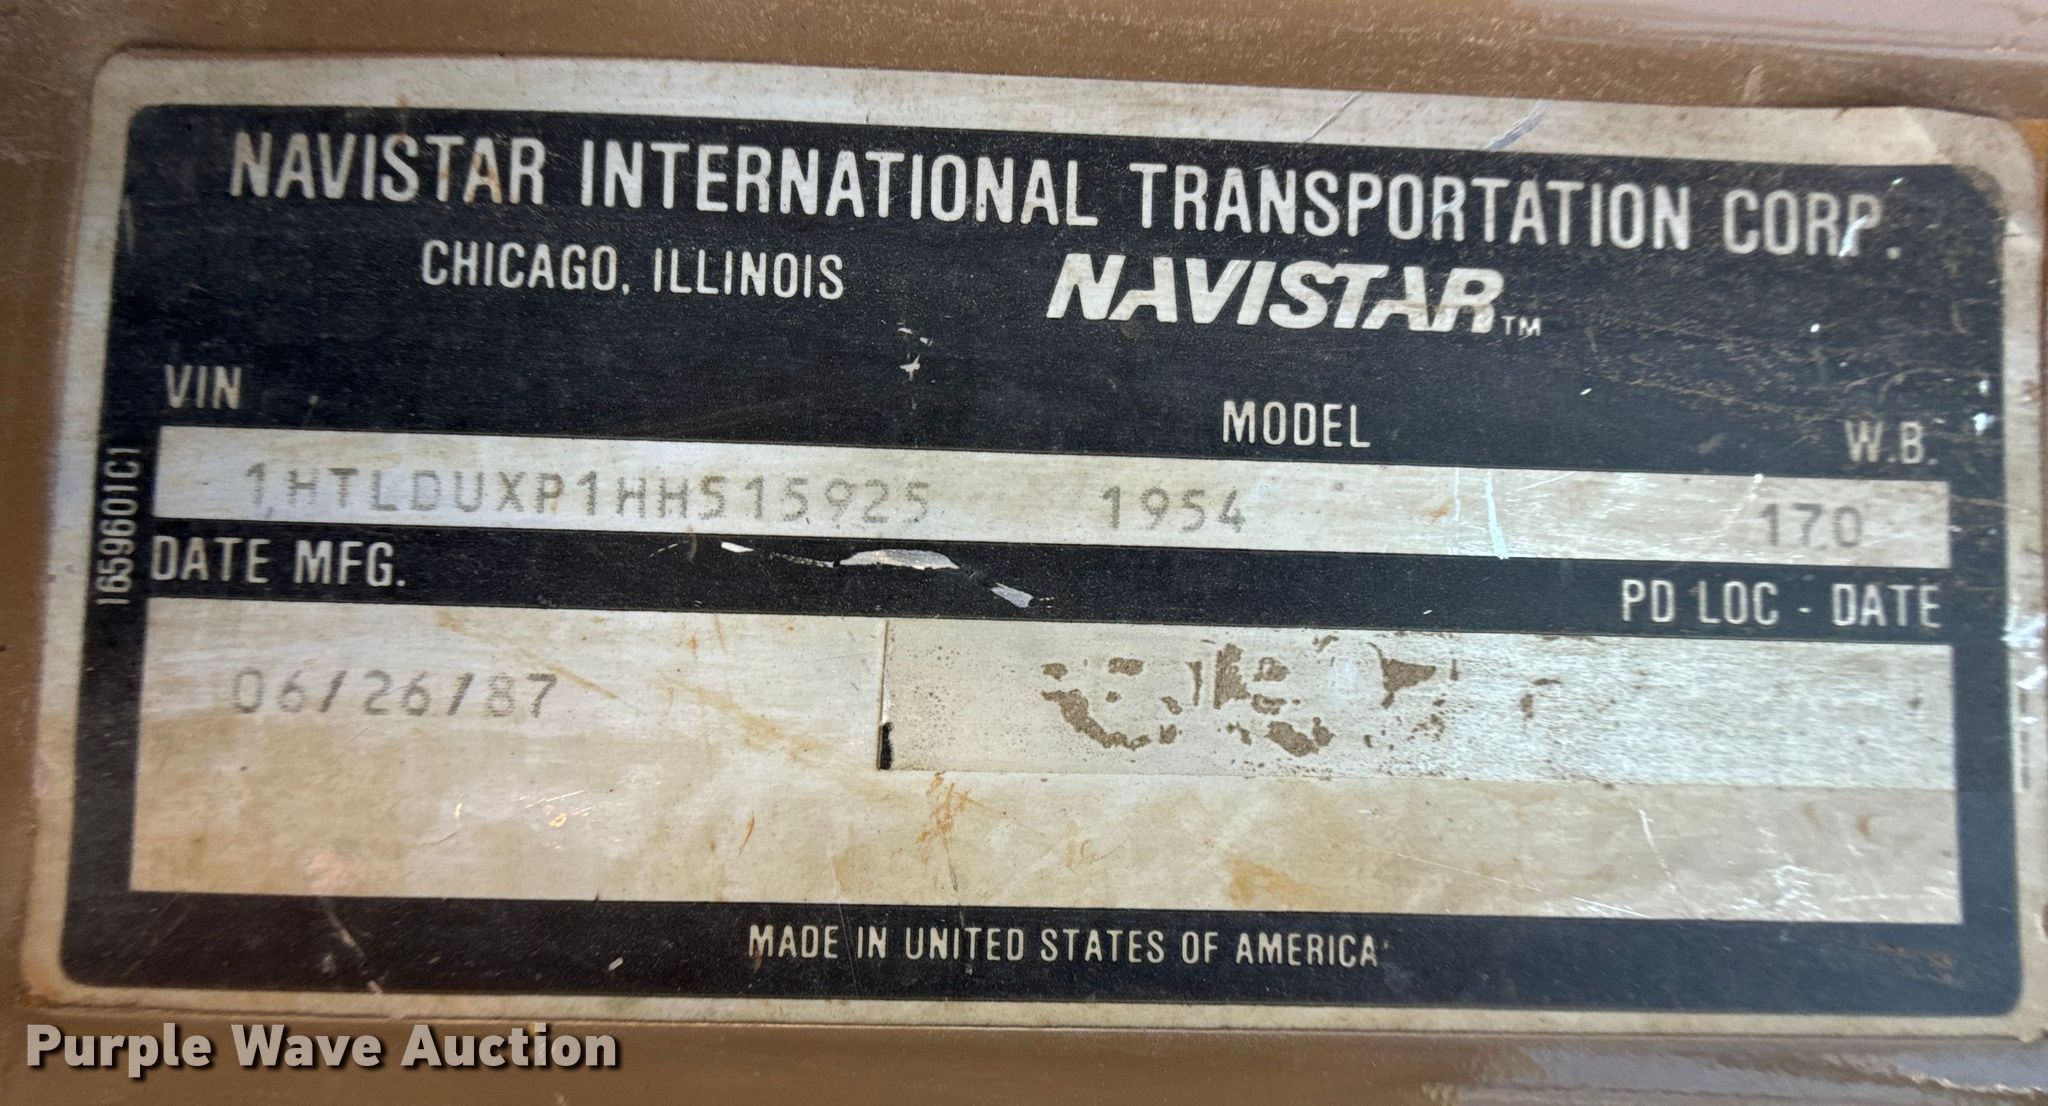 NAVISTAR INTERNATIONAL TRANSPORTATION CORP.
CHICAGO, ILLINOIS NAVISTAR™
VIN MODEL W.B.
1HTLDUXP1HH515925 1954 170
1659601C1
DATE MFG. PD LOC - DATE
06/26/87
MADE IN UNITED STATES OF AMERICA
Purple Wave Auction